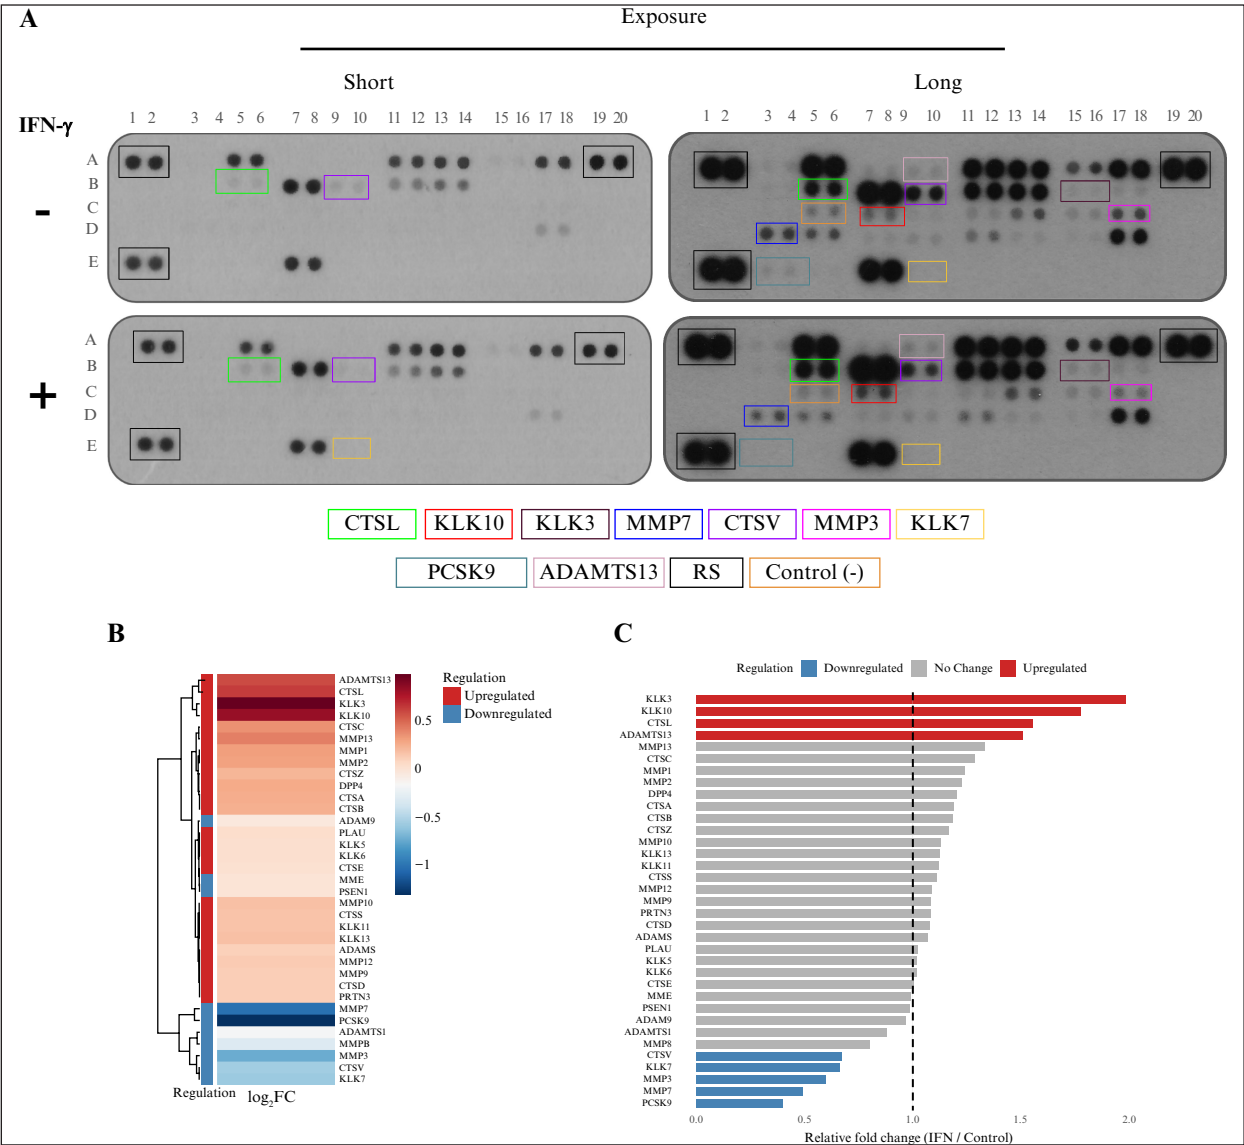 A
Exposure
Short
Long
IFN-γ
1 2 3 4 5 6 7 8 9 10 11 12 13 14 15 16 17 18 19 20
1 2 3 4 5 6 7 8 9 10 11 12 13 14 15 16 17 18 19 20
-
A
B
C
D
E
+
A
B
C
D
E
CTSL KLK10 KLK3 MMP7 CTSV MMP3 KLK7
PCSK9 ADAMTS13 RS Control (-)
B
ADAMTS13
CTSL
KLK3
KLK10
CTSC
MMP13
MMP1
MMP2
CTSZ
DPP4
CTSA
CTSB
ADAM9
PLAU
KLK5
KLK6
CTSE
MME
PSEN1
MMP10
CTSS
KLK11
KLK13
ADAMS
MMP12
MMP9
CTSD
PRTN3
MMP7
PCSK9
ADAMTS1
MMPB
MMP3
CTSV
KLK7
Regulation
log2FC
0.5
0
−0.5
−1
Regulation
Upregulated
Downregulated
C
Regulation Downregulated No Change Upregulated
KLK3
KLK10
CTSL
ADAMTS13
MMP13
CTSC
MMP1
MMP2
DPP4
CTSA
CTSB
CTSZ
MMP10
KLK13
KLK11
CTSS
MMP12
MMP9
PRTN3
CTSD
ADAMS
PLAU
KLK5
KLK6
CTSE
MME
PSEN1
ADAM9
ADAMTS1
MMP8
CTSV
KLK7
MMP3
MMP7
PCSK9
0.0 0.5 1.0 1.5 2.0
Relative fold change (IFN / Control)